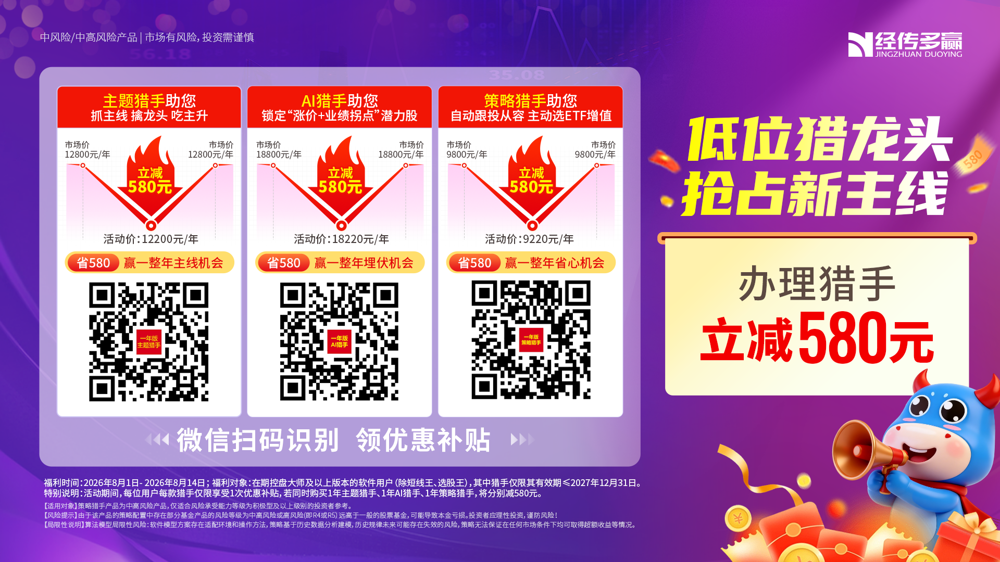 中风险/中高风险产品 | 市场有风险，投资需谨慎
经传多赢
JINGZHUAN DUOYING
主题猎手助您
抓主线 擒龙头 吃主升
市场价
12800元/年
市场价
12800元/年
立减
580元
活动价：12200元/年
省580 赢一整年主线机会
一年版
主题猎手
AI猎手助您
锁定“涨价+业绩拐点”潜力股
市场价
18800元/年
市场价
18800元/年
立减
580元
活动价：18220元/年
省580 赢一整年埋伏机会
一年版
AI猎手
策略猎手助您
自动跟投从容 主动选ETF增值
市场价
9800元/年
市场价
9800元/年
立减
580元
活动价：9220元/年
省580 赢一整年省心机会
一年版
策略猎手
微信扫码识别 领优惠补贴
低位猎龙头
抢占新主线
580
办理猎手
立减580元
福利时间：2026年8月1日- 2026年8月14日；福利对象：在期控盘大师及以上版本的软件用户（除短线王、选股王），其中猎手仅限其有效期≤2027年12月31日。
特别说明：活动期间，每位用户每款猎手仅限享受1次优惠补贴，若同时购买1年主题猎手、1年AI猎手、1年策略猎手，将分别减580元。
【适用对象】策略猎手产品为中高风险产品，仅适合风险承受能力等级为积极型及以上级别的投资者参考。
【风险提示】由于该产品的策略配置中存在部分基金产品的风险等级为中高风险或高风险(即R4或R5）远高于一般的股票基金，可能导致本金亏损。投资者应理性投资，谨防风险！
【局限性说明】算法模型局限性风险：软件模型方案存在适配环境和操作方法，策略基于历史数据分析建模，历史规律未来可能存在失效的风险，策略无法保证在任何市场条件下均可取得超额收益等情况。
56.18
35.08